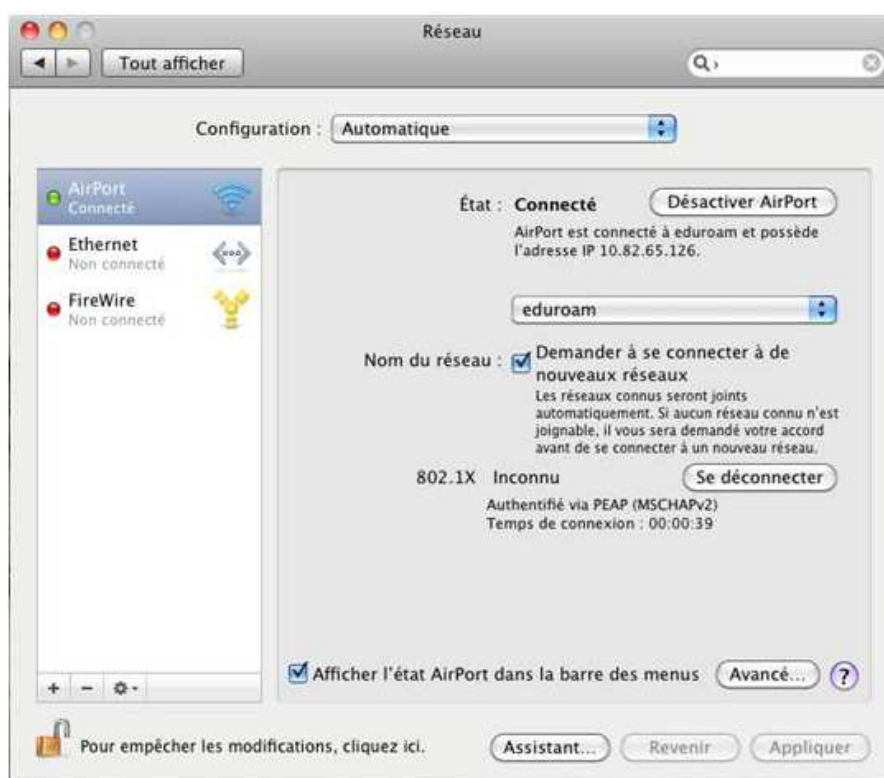 Réseau
Tout afficher
Configuration : Automatique
AirPort
Connecté
Ethernet
Non connecté
FireWire
Non connecté
État : Connecté
Désactiver AirPort
AirPort est connecté à eduroam et possède
l'adresse IP 10.82.65.126.
eduroam
Nom du réseau :
Demander à se connecter à de
nouveaux réseaux
Les réseaux connus seront joints
automatiquement. Si aucun réseau connu n'est
joignable, il vous sera demandé votre accord
avant de se connecter à un nouveau réseau.
802.1X Inconnu
Se déconnecter
Authentifié via PEAP (MSCHAPv2)
Temps de connexion : 00:00:39
Afficher l'état AirPort dans la barre des menus
Avancé...
?
Pour empêcher les modifications, cliquez ici.
Assistant...
Revenir
Appliquer